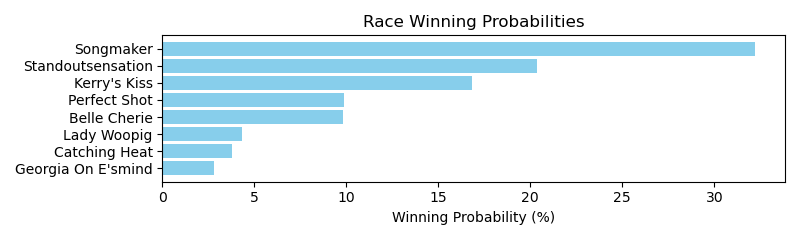 Race Winning Probabilities
Songmaker
Standoutsensation
Kerry's Kiss
Perfect Shot
Belle Cherie
Lady Woopig
Catching Heat
Georgia On E'smind
0 5 10 15 20 25 30
Winning Probability (%)